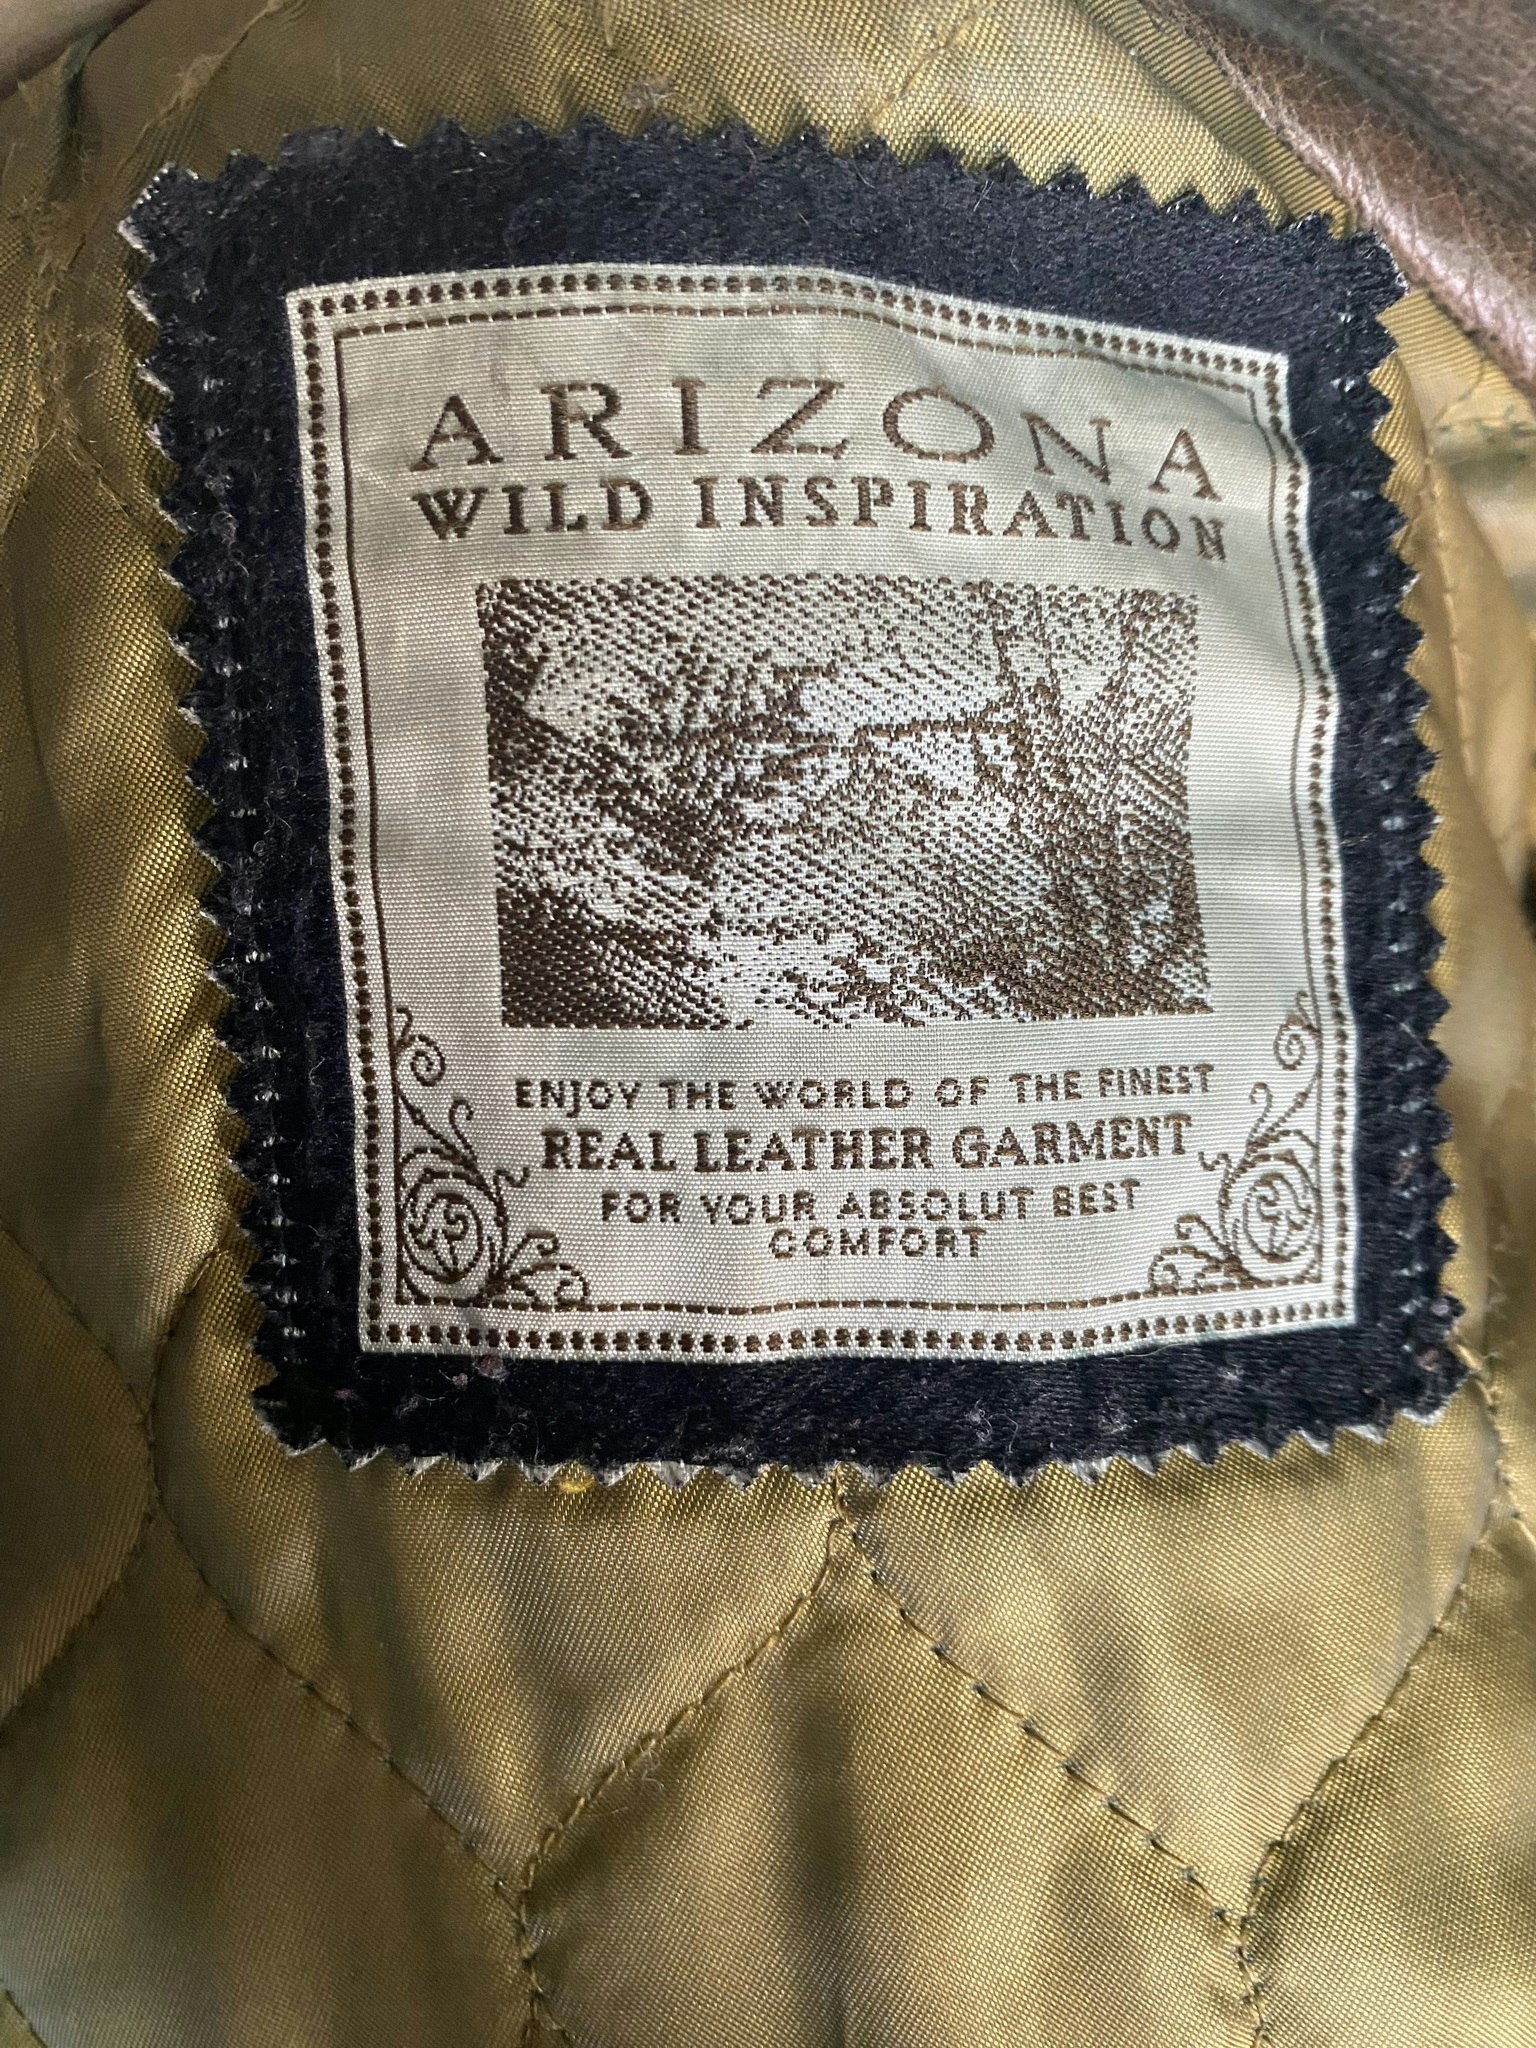 ARIZONA
WILD INSPIRATION
ENJOY THE WORLD OF THE FINEST
REAL LEATHER GARMENT
FOR YOUR ABSOLUT BEST
COMFORT